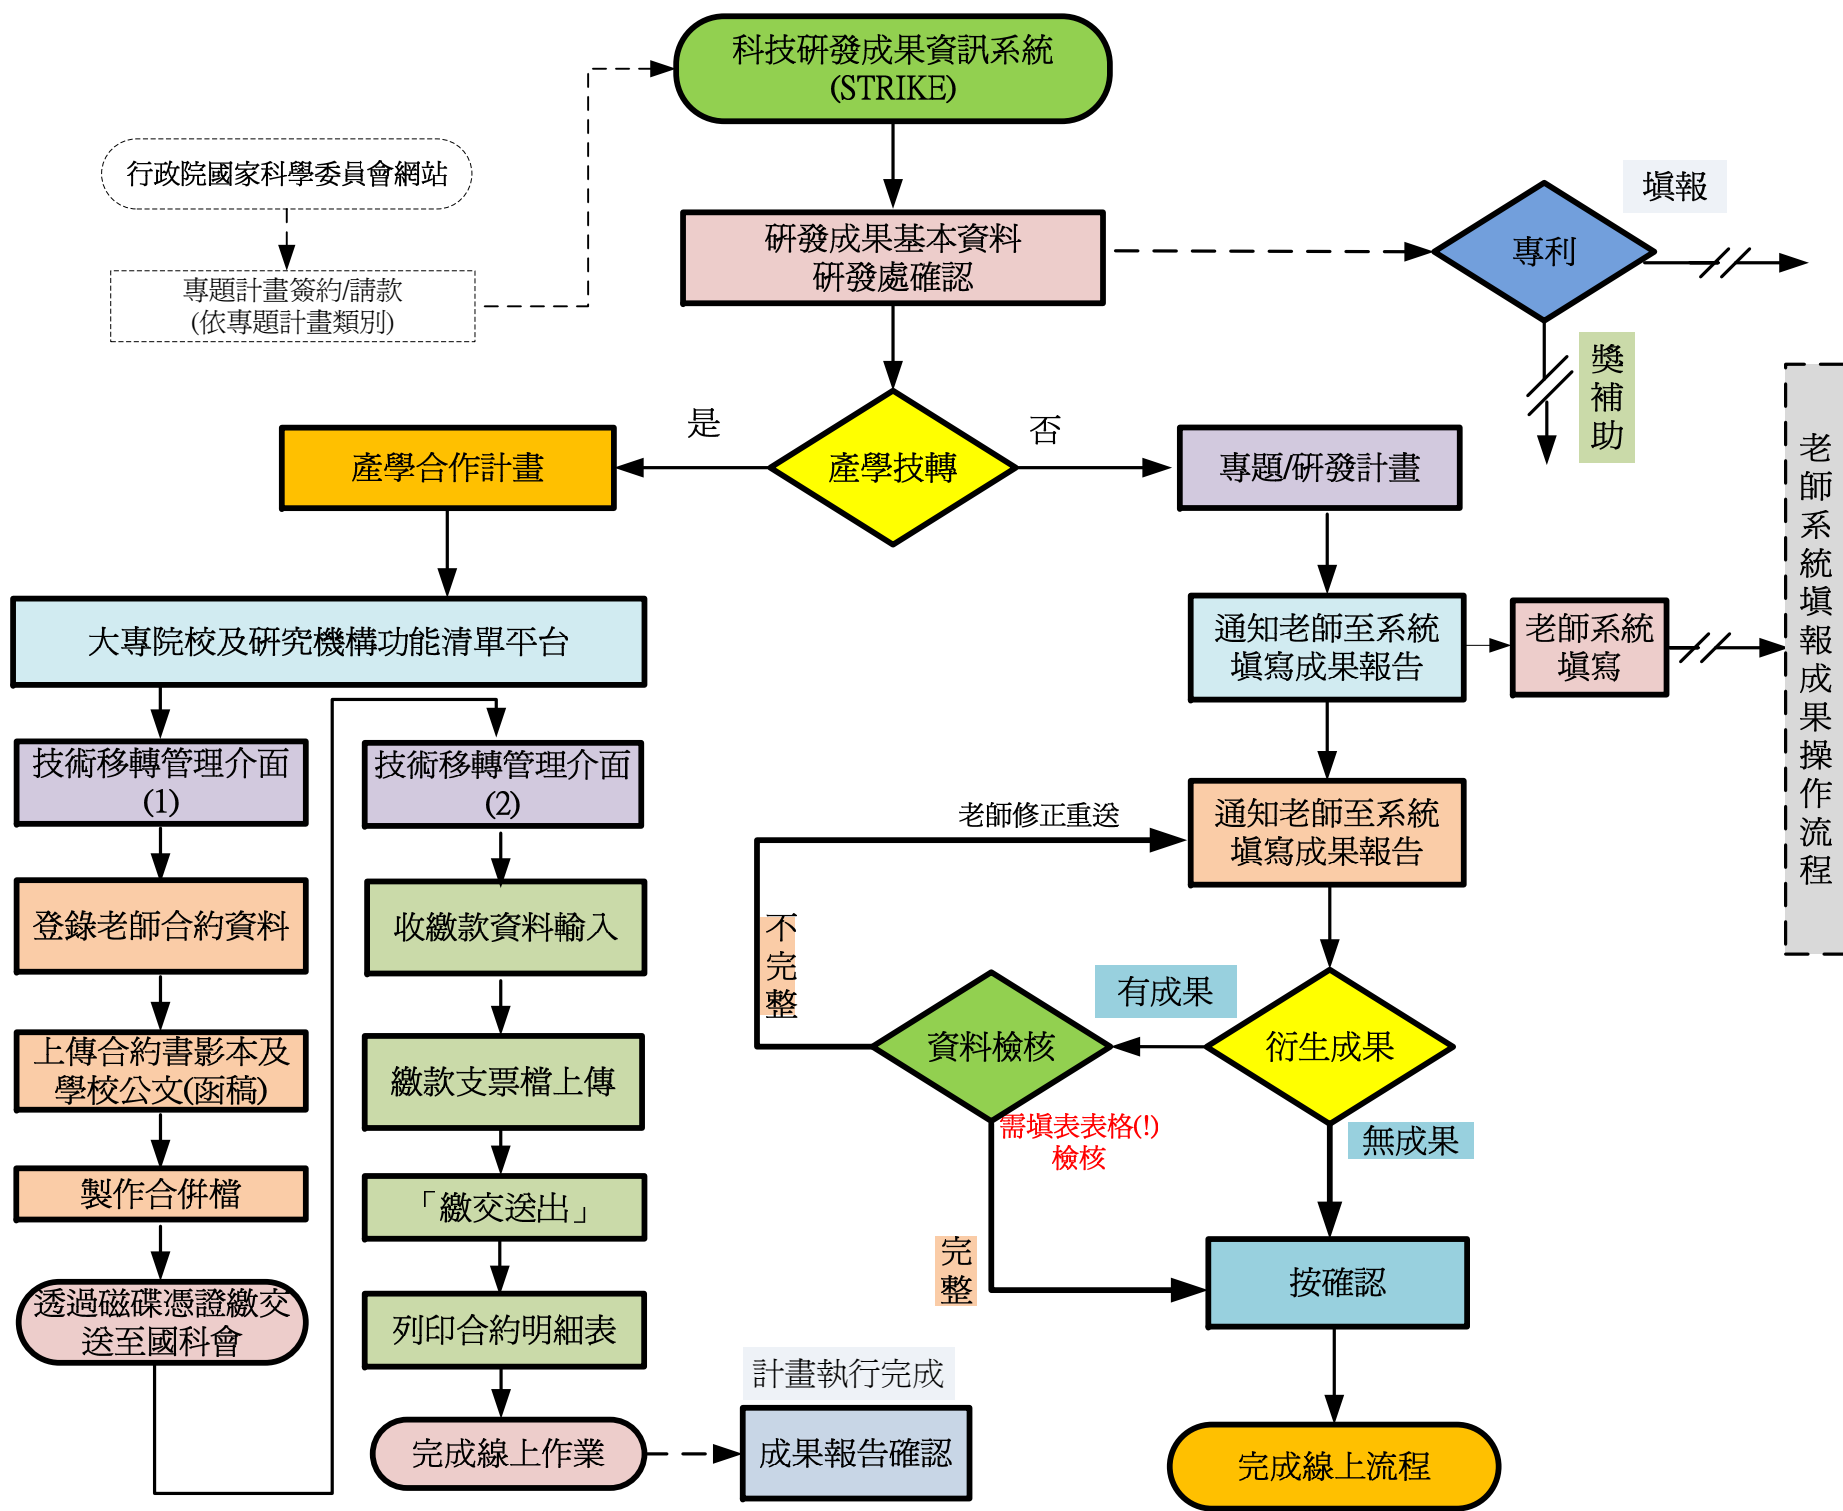 科技研發成果資訊系統
(STRIKE)
行政院國家科學委員會網站
專題計畫簽約/請款
(依專題計畫類別)
研發成果基本資料
研發處確認
專利
填報
獎補助
產學技轉
是
否
產學合作計畫
專題/研發計畫
大專院校及研究機構功能清單平台
通知老師至系統
填寫成果報告
老師系統
填寫
老師系統填報成果操作流程
技術移轉管理介面
(1)
技術移轉管理介面
(2)
老師修正重送
通知老師至系統
填寫成果報告
登錄老師合約資料
收繳款資料輸入
不完整
有成果
資料檢核
衍生成果
上傳合約書影本及
學校公文(函稿)
繳款支票檔上傳
需填表表格(!)
檢核
無成果
製作合併檔
「繳交送出」
完整
按確認
透過磁碟憑證繳交
送至國科會
列印合約明細表
計畫執行完成
完成線上作業
成果報告確認
完成線上流程